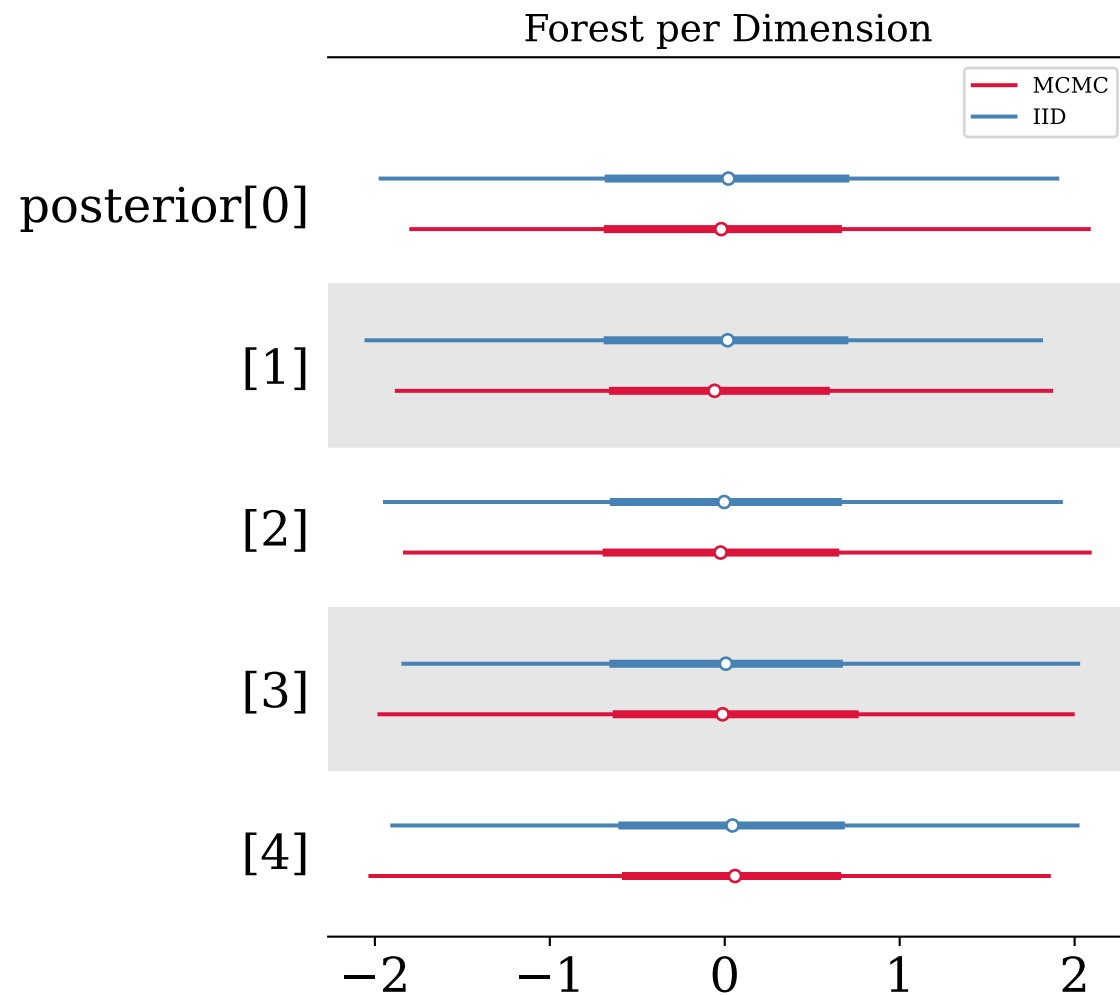 Forest per Dimension
MCMC
IID
posterior[0]
[1]
[2]
[3]
[4]
−2 −1 0 1 2